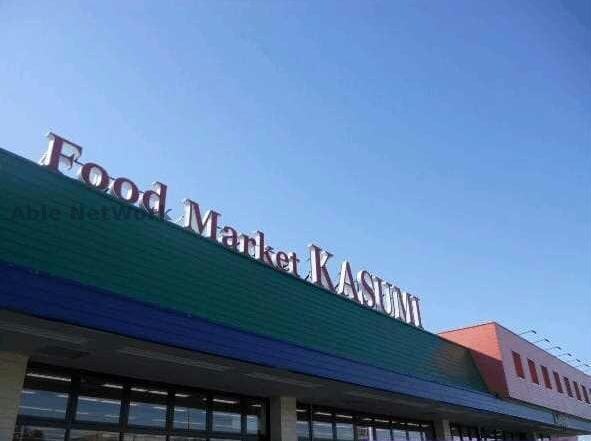 Food Market KASUMI
Able NetWork